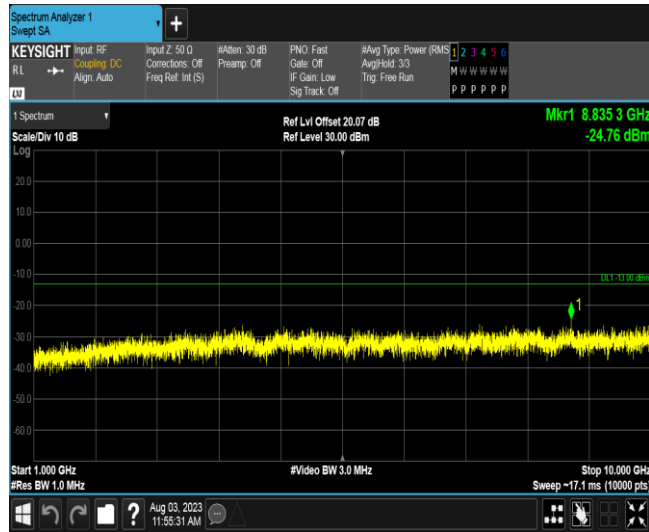 Spectrum Analyzer 1
Swept SA
+
KEYSIGHT
RL
LXI
Input: RF
Coupling: DC
Align: Auto
Input Z: 50 Ω
Corrections: Off
Freq Ref: Int (S)
#Atten: 30 dB
Preamp: Off
PNO: Fast
Gate: Off
IF Gain: Low
Sig Track: Off
#Avg Type: Power (RMS
Avg|Hold: 3/3
Trig: Free Run
1 2 3 4 5 6
M W W W W W
P P P P P P
1 Spectrum
Scale/Div 10 dB
Log
Ref Lvl Offset 20.07 dB
Ref Level 30.00 dBm
Mkr1 8.835 3 GHz
-24.76 dBm
20.0
10.0
0.00
-10.0
DL1 -13.00 dBm
-20.0
1
-30.0
-40.0
-50.0
-60.0
Start 1.000 GHz
#Res BW 1.0 MHz
#Video BW 3.0 MHz
Stop 10.000 GHz
Sweep ~17.1 ms (10000 pts)
?
Aug 03, 2023
11:55:31 AM